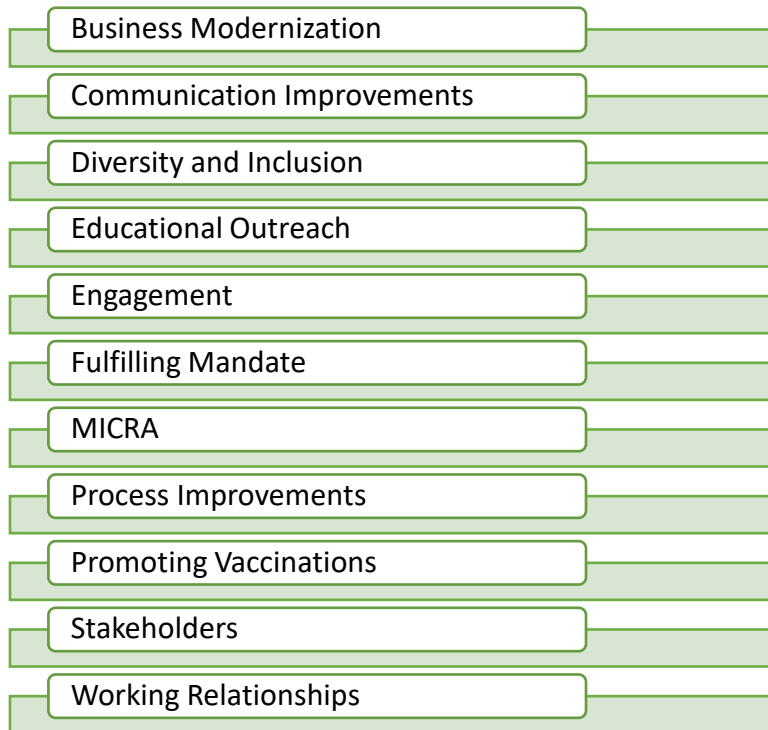 Business Modernization
Communication Improvements
Diversity and Inclusion
Educational Outreach
Engagement
Fulfilling Mandate
MICRA
Process Improvements
Promoting Vaccinations
Stakeholders
Working Relationships